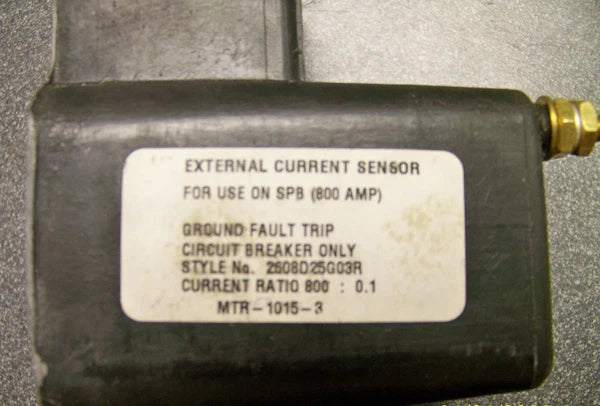 EXTERNAL CURRENT SENSOR
FOR USE ON SPB (800 AMP)
GROUND FAULT TRIP
CIRCUIT BREAKER ONLY
STYLE No. 2608D25G03R
CURRENT RATIO 800 : 0.1
MTR-1015-3